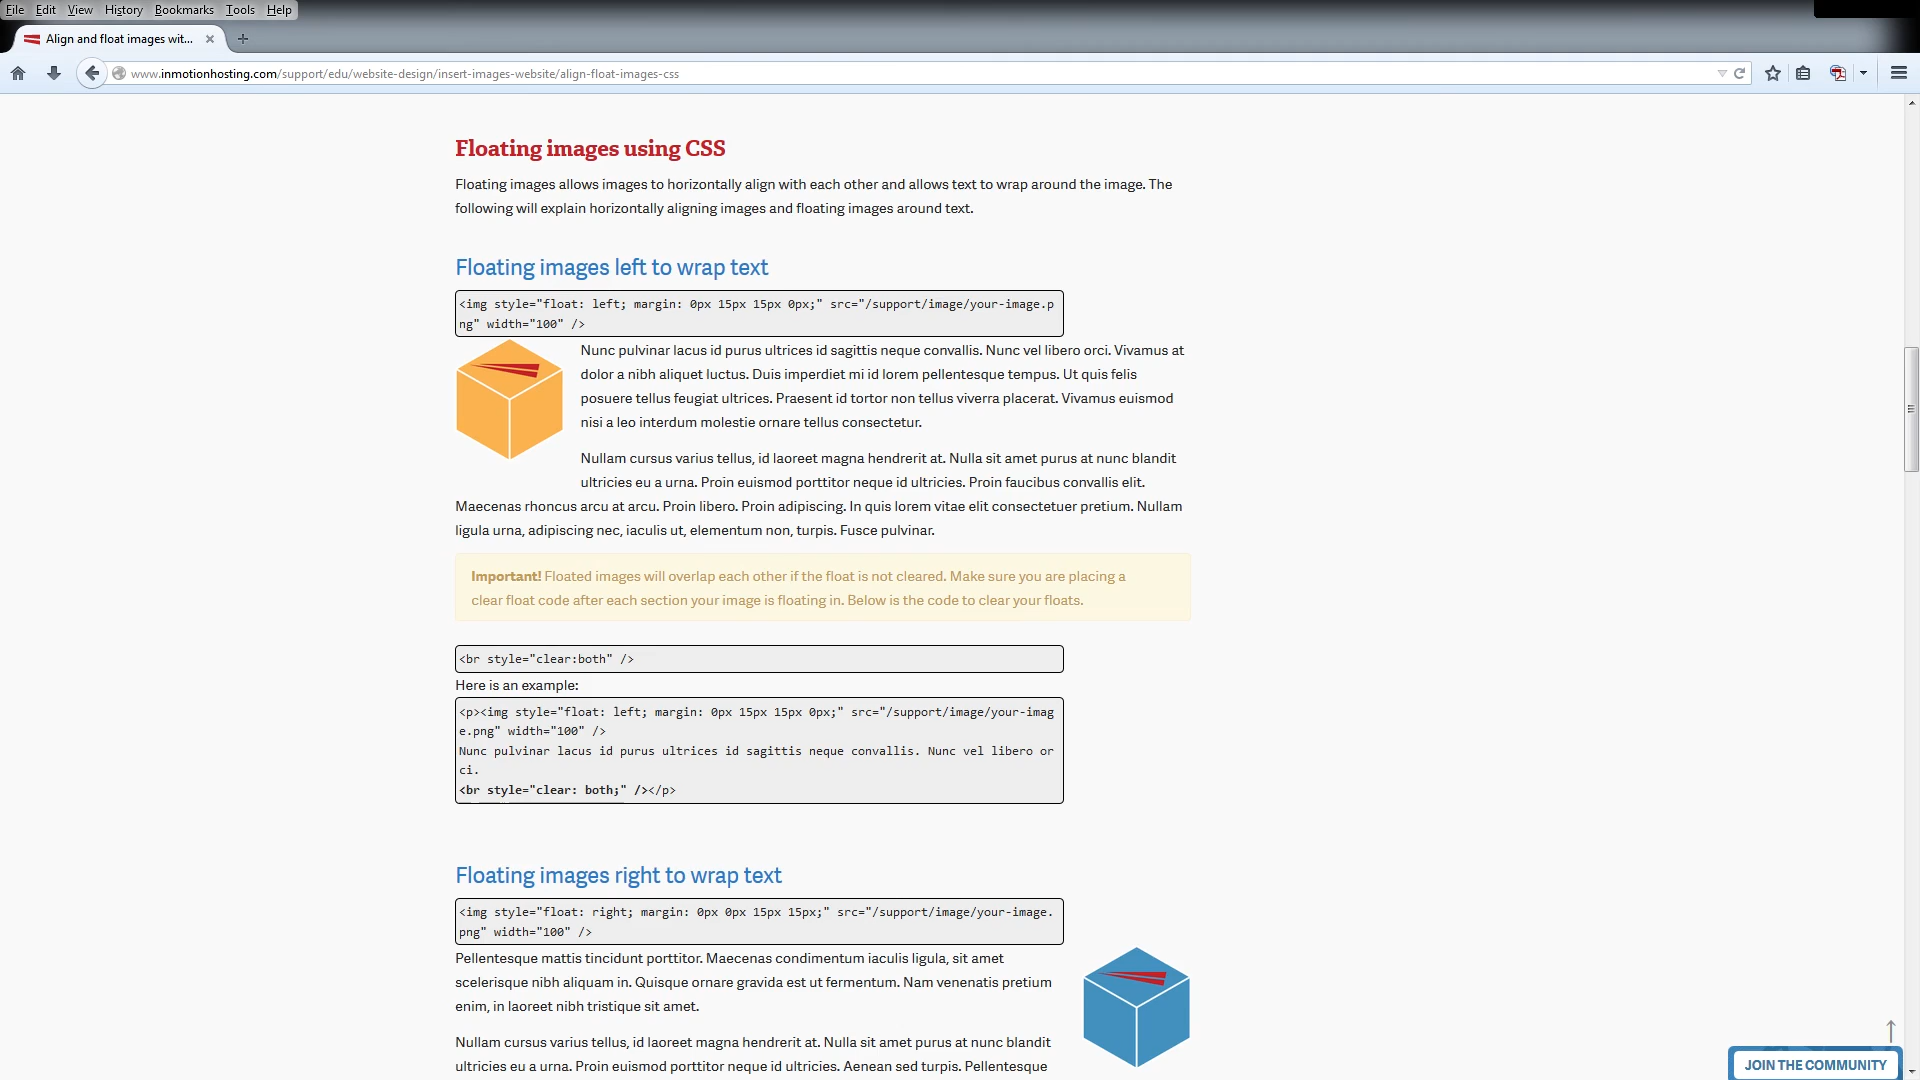 File Edit View History Bookmarks Tools Help
Align and float images wit...
www.inmotionhosting.com/support/edu/website-design/insert-images-website/align-float-images-css
Floating images using CSS
Floating images allows images to horizontally align with each other and allows text to wrap around the image. The
following will explain horizontally aligning images and floating images around text.
Floating images left to wrap text
<img style="float: left; margin: 0px 15px 15px 0px;" src="/support/image/your-image.p
ng" width="100" />
Nunc pulvinar lacus id purus ultrices id sagittis neque convallis. Nunc vel libero orci. Vivamus at
dolor a nibh aliquet luctus. Duis imperdiet mi id lorem pellentesque tempus. Ut quis felis
posuere tellus feugiat ultrices. Praesent id tortor non tellus viverra placerat. Vivamus euismod
nisi a leo interdum molestie ornare tellus consectetur.
Nullam cursus varius tellus, id laoreet magna hendrerit at. Nulla sit amet purus at nunc blandit
ultricies eu a urna. Proin euismod porttitor neque id ultricies. Proin faucibus convallis elit.
Maecenas rhoncus arcu at arcu. Proin libero. Proin adipiscing. In quis lorem vitae elit consectetuer pretium. Nullam
ligula urna, adipiscing nec, iaculis ut, elementum non, turpis. Fusce pulvinar.
Important! Floated images will overlap each other if the float is not cleared. Make sure you are placing a
clear float code after each section your image is floating in. Below is the code to clear your floats.
<br style="clear:both" />
Here is an example:
<p><img style="float: left; margin: 0px 15px 15px 0px;" src="/support/image/your-imag
e.png" width="100" />
Nunc pulvinar lacus id purus ultrices id sagittis neque convallis. Nunc vel libero or
ci.
<br style="clear: both;" /></p>
Floating images right to wrap text
<img style="float: right; margin: 0px 0px 15px 15px;" src="/support/image/your-image.
png" width="100" />
Pellentesque mattis tincidunt porttitor. Maecenas condimentum iaculis ligula, sit amet
scelerisque nibh aliquam in. Quisque ornare gravida est ut fermentum. Nam venenatis pretium
enim, in laoreet nibh tristique sit amet.
Nullam cursus varius tellus, id laoreet magna hendrerit at. Nulla sit amet purus at nunc blandit
ultricies eu a urna. Proin euismod porttitor neque id ultricies. Aenean sed turpis. Pellentesque
JOIN THE COMMUNITY